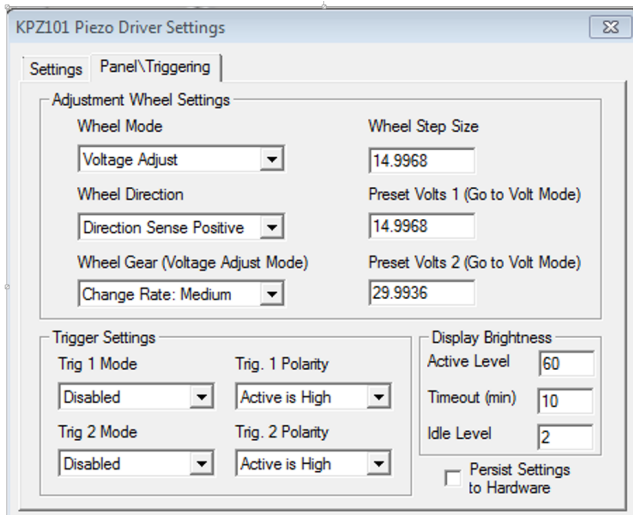 KPZ101 Piezo Driver Settings
Settings
Panel\Triggering
Adjustment Wheel Settings
Wheel Mode
Wheel Step Size
Voltage Adjust
14.9968
Wheel Direction
Preset Volts 1 (Go to Volt Mode)
Direction Sense Positive
14.9968
Wheel Gear (Voltage Adjust Mode)
Preset Volts 2 (Go to Volt Mode)
Change Rate: Medium
29.9936
Trigger Settings
Trig 1 Mode
Trig. 1 Polarity
Disabled
Active is High
Trig 2 Mode
Trig. 2 Polarity
Disabled
Active is High
Display Brightness
Active Level
60
Timeout (min)
10
Idle Level
2
Persist Settings
to Hardware